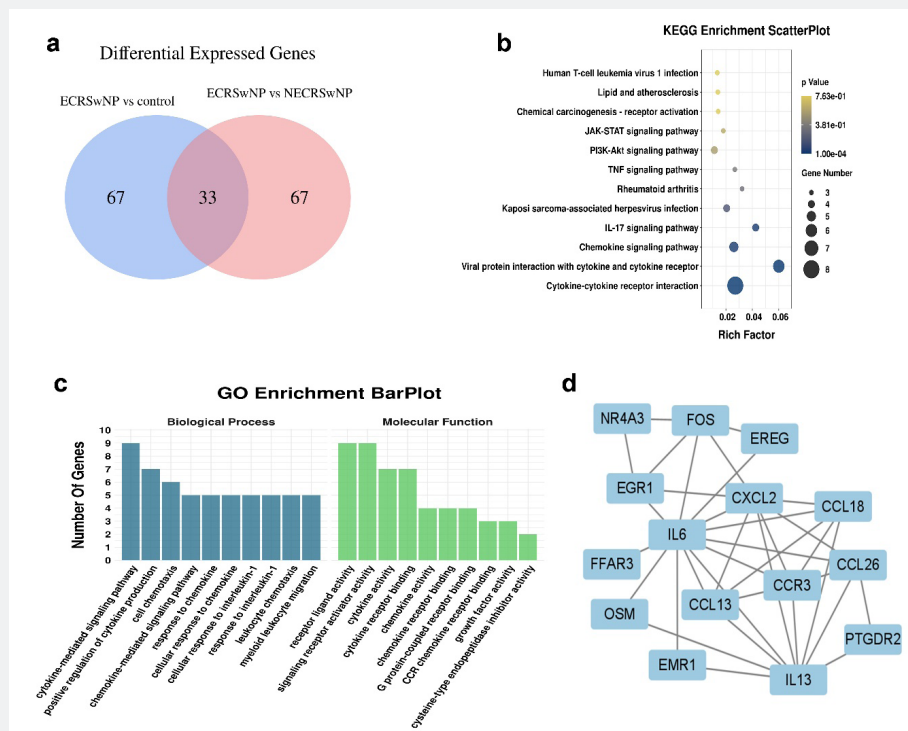 a
Differential Expressed Genes
ECRSwNP vs control
ECRSwNP vs NECRSwNP
67
33
67
b
KEGG Enrichment ScatterPlot
Human T-cell leukemia virus 1 infection
Lipid and atherosclerosis
Chemical carcinogenesis - receptor activation
JAK-STAT signaling pathway
PI3K-Akt signaling pathway
TNF signaling pathway
Rheumatoid arthritis
Kaposi sarcoma-associated herpesvirus infection
IL-17 signaling pathway
Chemokine signaling pathway
Viral protein interaction with cytokine and cytokine receptor
Cytokine-cytokine receptor interaction
0.02 0.04 0.06
Rich Factor
p Value
7.63e-01
3.81e-01
1.00e-04
Gene Number
3
4
5
6
7
8
c
GO Enrichment BarPlot
Biological Process
Molecular Function
Number Of Genes
10
9
8
7
6
5
4
3
2
1
0
cytokine-mediated signaling pathway
positive regulation of cytokine production
cell chemotaxis
chemokine-mediated signaling pathway
response to chemokine
cellular response to chemokine
cellular response to interleukin-1
response to interleukin-1
leukocyte chemotaxis
myeloid leukocyte migration
receptor ligand activity
signaling receptor activator activity
cytokine activity
cytokine receptor binding
chemokine activity
chemokine receptor binding
G protein-coupled receptor binding
CCR chemokine receptor binding
growth factor activity
cysteine-type endopeptidase inhibitor activity
d
NR4A3
FOS
EREG
EGR1
CXCL2
CCL18
IL6
FFAR3
CCL26
CCR3
OSM
CCL13
PTGDR2
EMR1
IL13